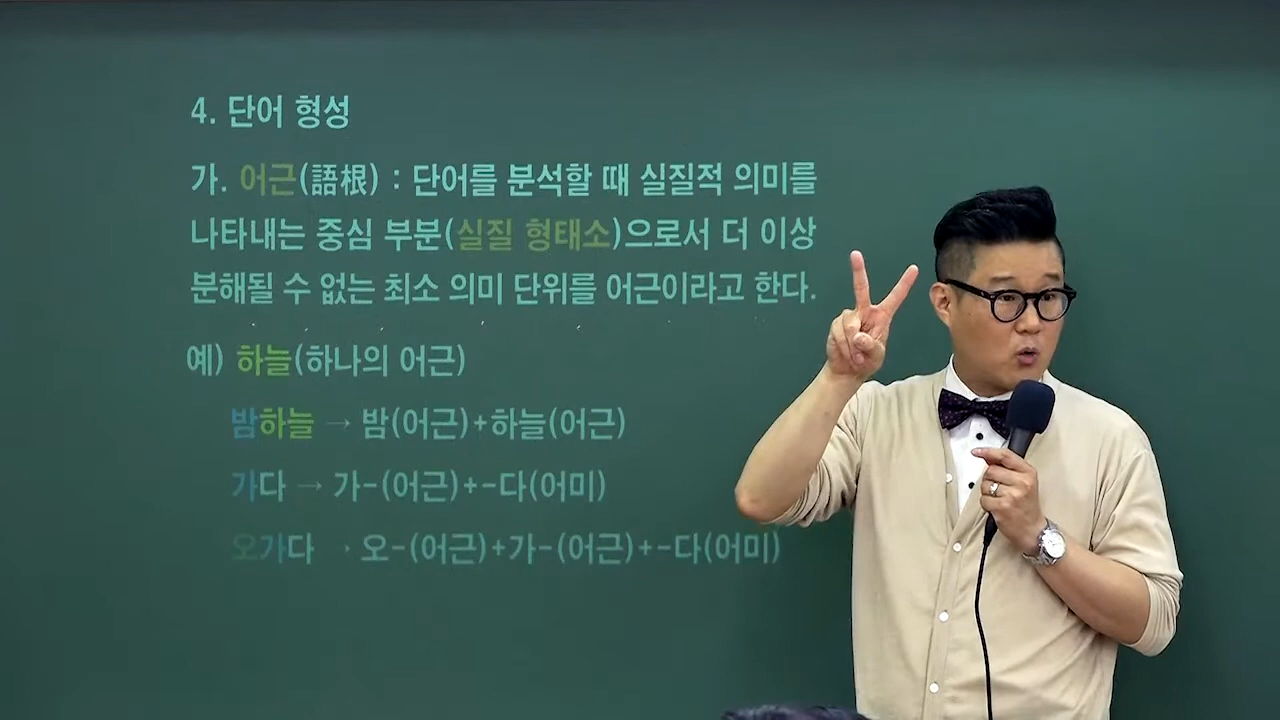 4. 단어 형성
가. 어근(語根) : 단어를 분석할 때 실질적 의미를
나타내는 중심 부분(실질 형태소)으로서 더 이상
분해될 수 없는 최소 의미 단위를 어근이라고 한다.
예) 하늘(하나의 어근)
밤하늘 → 밤(어근)+하늘(어근)
가다 → 가-(어근)+-다(어미)
오가다 → 오-(어근)+가-(어근)+-다(어미)